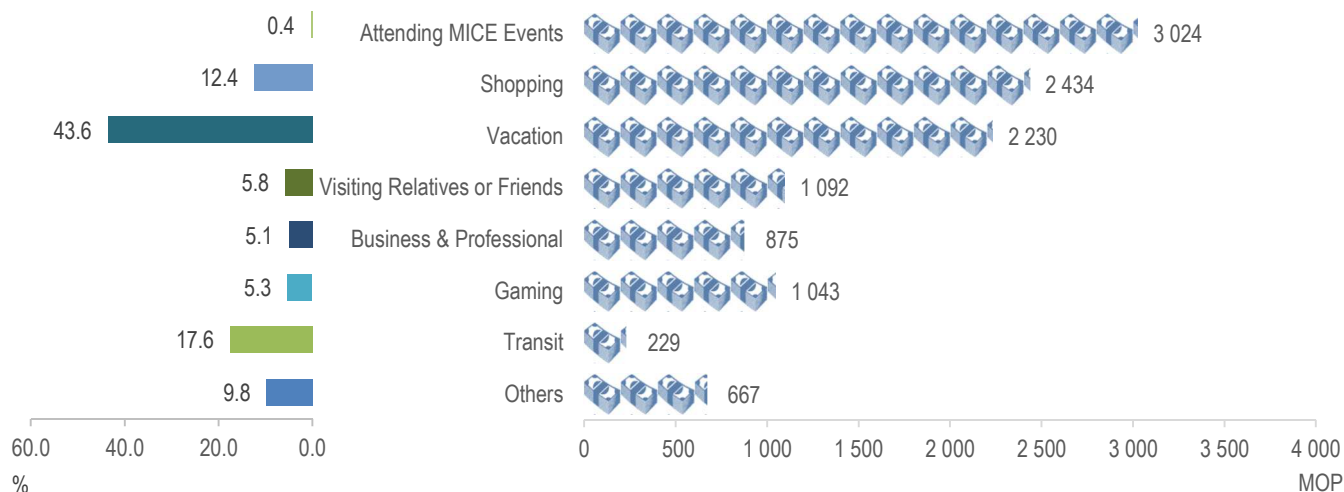 0.4 Attending MICE Events 3 024
12.4 Shopping 2 434
43.6 Vacation 2 230
5.8 Visiting Relatives or Friends 1 092
5.1 Business & Professional 875
5.3 Gaming 1 043
17.6 Transit 229
9.8 Others 667
60.0 40.0 20.0 0.0 0 500 1 000 1 500 2 000 2 500 3 000 3 500 4 000
% MOP